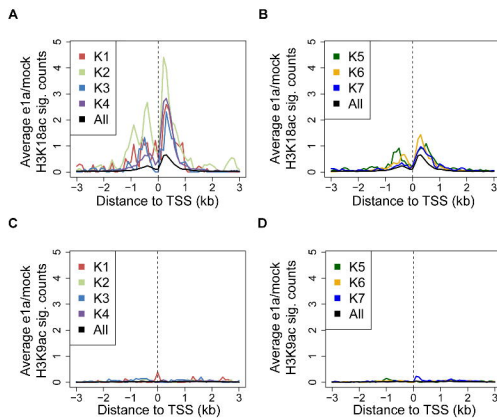 A
Average e1a/mock
H3K18ac sig. counts
5
4
3
2
1
0
K1
K2
K3
K4
All
−3 −2 −1 0 1 2 3
Distance to TSS (kb)
B
Average e1a/mock
H3K18ac sig. counts
5
4
3
2
1
0
K5
K6
K7
All
−3 −2 −1 0 1 2 3
Distance to TSS (kb)
C
Average e1a/mock
H3K9ac sig. counts
5
4
3
2
1
0
K1
K2
K3
K4
All
−3 −2 −1 0 1 2 3
Distance to TSS (kb)
D
Average e1a/mock
H3K9ac sig. counts
5
4
3
2
1
0
K5
K6
K7
All
−3 −2 −1 0 1 2 3
Distance to TSS (kb)